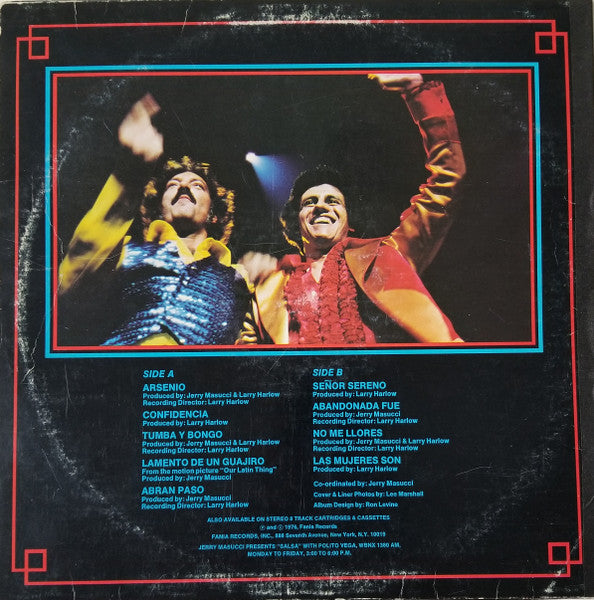 SIDE A
ARSENIO
Produced by: Jerry Masucci & Larry Harlow
Recording Director: Larry Harlow
CONFIDENCIA
Produced by: Larry Harlow
TUMBA Y BONGO
Produced by: Jerry Masucci & Larry Harlow
Recording Director: Larry Harlow
LAMENTO DE UN GUAJIRO
From the motion picture "Our Latin Thing"
Produced by: Jerry Masucci
ABRAN PASO
Produced by: Jerry Masucci
Recording Director: Larry Harlow
SIDE B
SEÑOR SERENO
Produced by: Larry Harlow
ABANDONADA FUE
Produced by: Jerry Masucci
Recording Director: Larry Harlow
NO ME LLORES
Produced by: Jerry Masucci & Larry Harlow
Recording Director: Larry Harlow
LAS MUJERES SON
Produced by: Larry Harlow
Co-ordinated by: Jerry Masucci
Cover & Liner Photos by: Lee Marshall
Album Design by: Ron Levine
ALSO AVAILABLE ON STEREO 8 TRACK CARTRIDGES & CASSETTES
℗ and © 1976, Fania Records
FANIA RECORDS, INC., 888 Seventh Avenue, New York, N.Y. 10019
JERRY MASUCCI PRESENTS "SALSA" WITH POLITO VEGA, WBNX 1380 AM,
MONDAY TO FRIDAY, 3:00 TO 6:00 P.M.